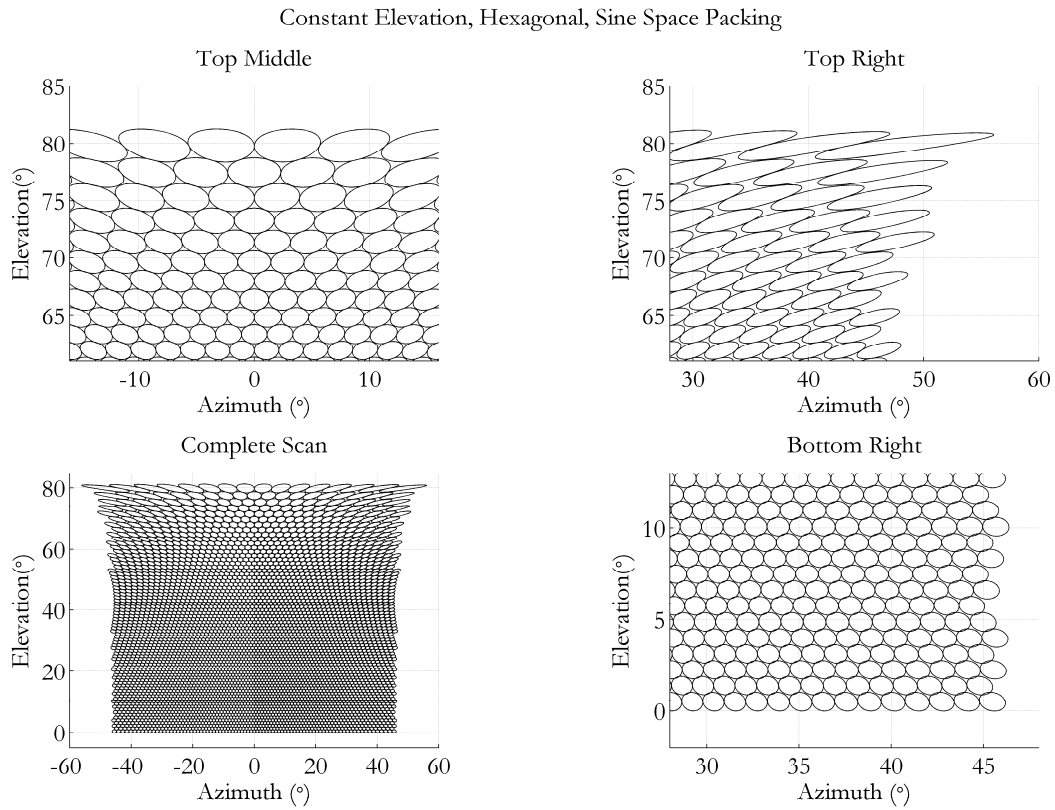 Constant Elevation, Hexagonal, Sine Space Packing
Top Middle
85
80
75
70
65
Elevation(°)
-10 0 10
Azimuth (°)
Top Right
85
80
75
70
65
Elevation(°)
30 40 50 60
Azimuth (°)
Complete Scan
80
60
40
20
0
Elevation(°)
-60 -40 -20 0 20 40 60
Azimuth (°)
Bottom Right
10
5
0
Elevation(°)
30 35 40 45
Azimuth (°)